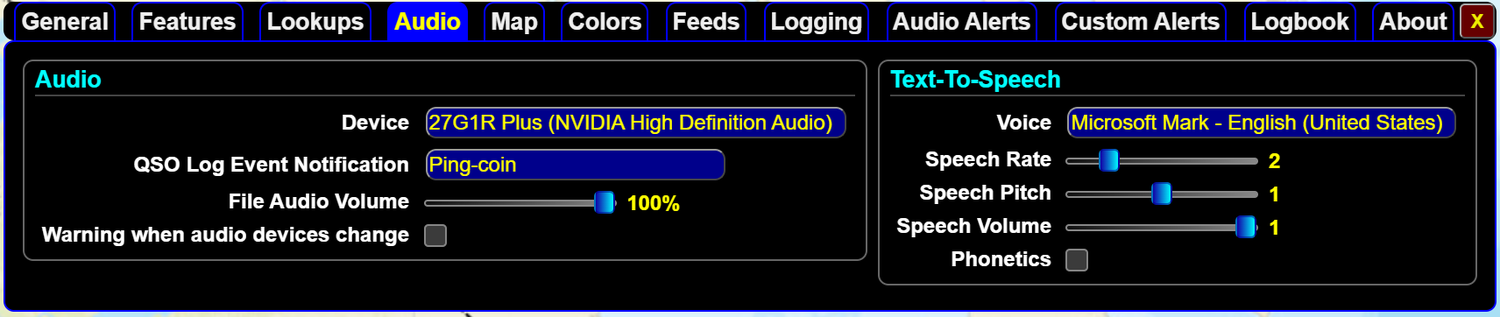 General Features Lookups Audio Map Colors Feeds Logging Audio Alerts Custom Alerts Logbook About X
Audio
Device 27G1R Plus (NVIDIA High Definition Audio)
QSO Log Event Notification Ping-coin
File Audio Volume 100%
Warning when audio devices change
Text-To-Speech
Voice Microsoft Mark - English (United States)
Speech Rate 2
Speech Pitch 1
Speech Volume 1
Phonetics